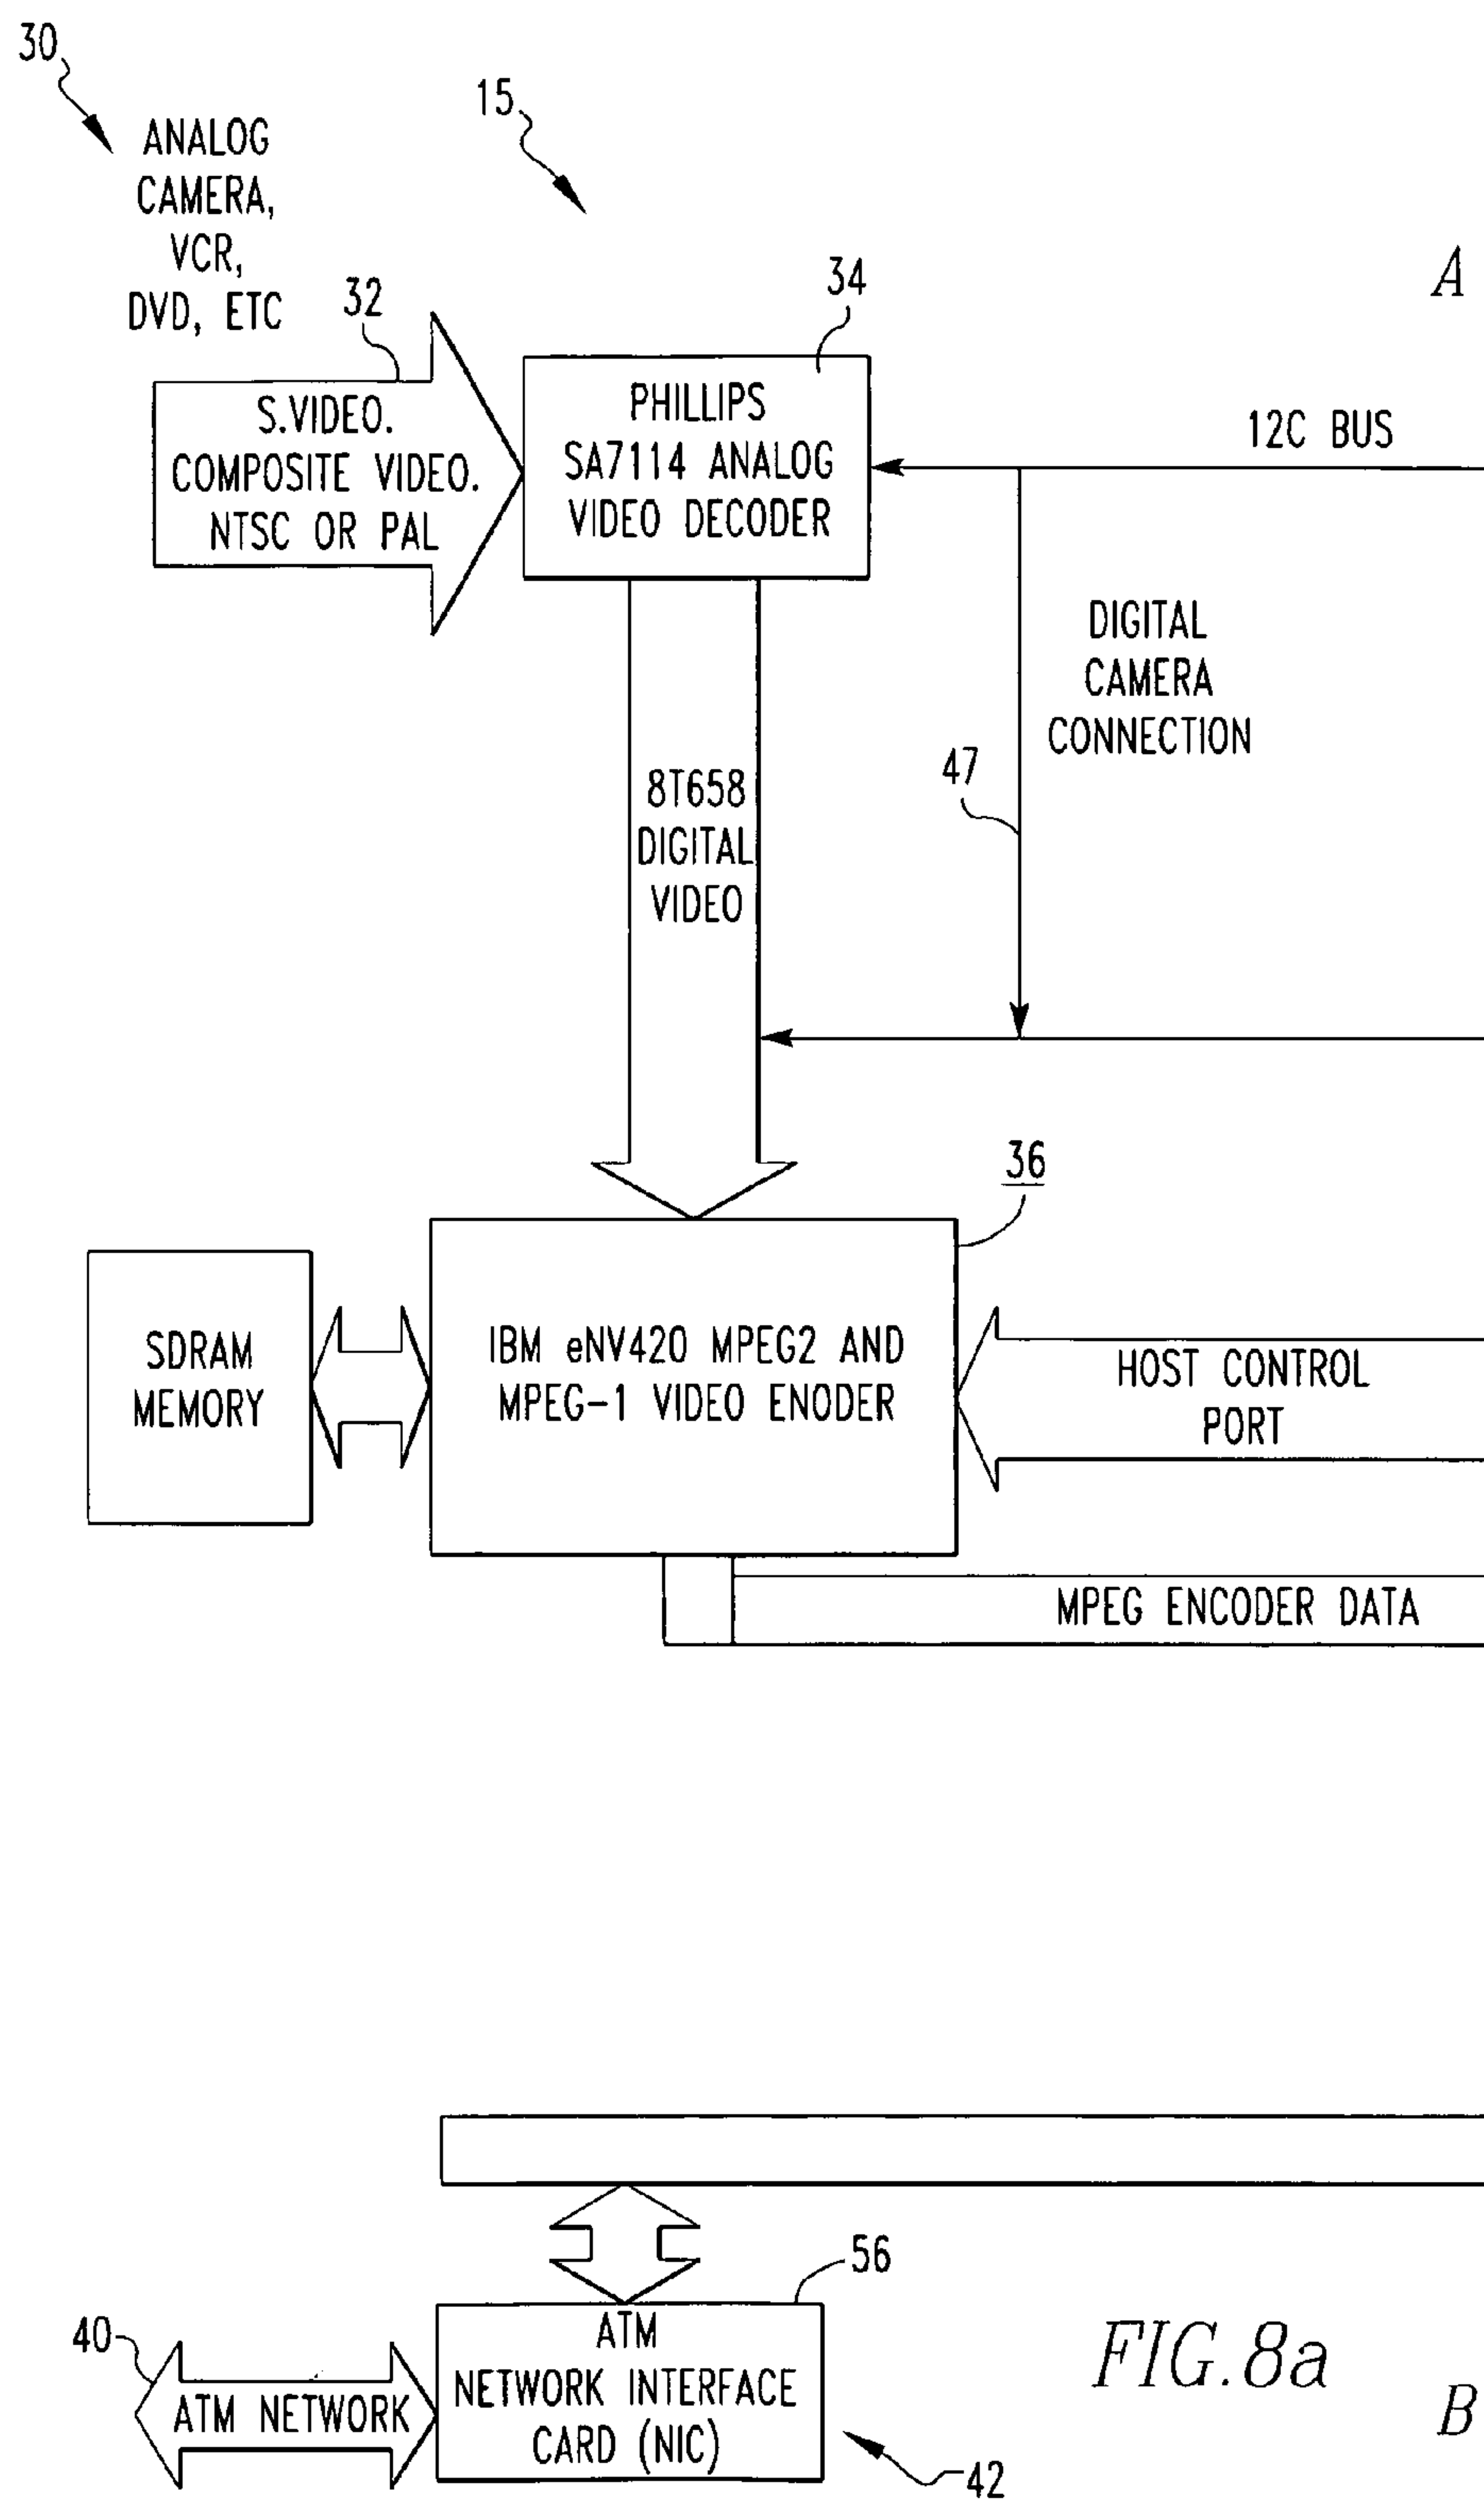 30
15
ANALOG
CAMERA,
VCR,
DVD, ETC
32
34
A
S.VIDEO.
COMPOSITE VIDEO.
NTSC OR PAL
PHILLIPS
SA7114 ANALOG
VIDEO DECODER
12C BUS
DIGITAL
CAMERA
CONNECTION
47
8T658
DIGITAL
VIDEO
36
SDRAM
MEMORY
IBM eNV420 MPEG2 AND
MPEG-1 VIDEO ENODER
HOST CONTROL
PORT
MPEG ENCODER DATA
56
40
ATM NETWORK
ATM
NETWORK INTERFACE
CARD (NIC)
42
FIG.8a
B